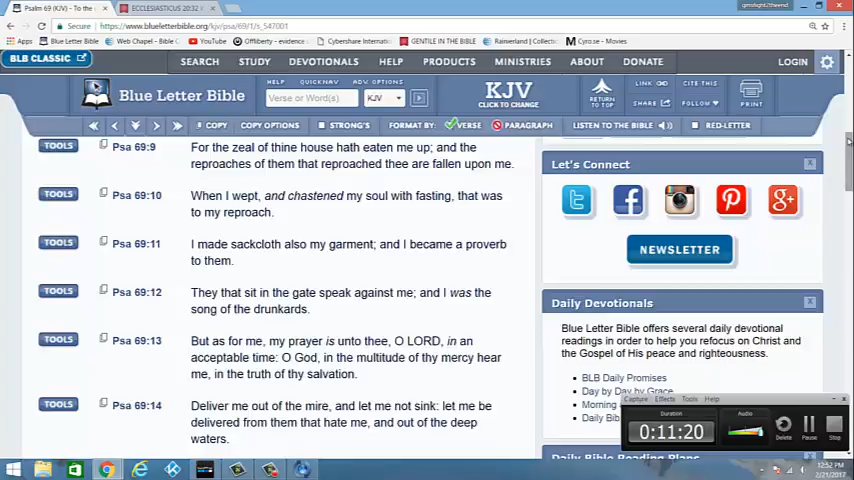 Psalm 69 (KJV) - To the c
ECCLESIASTICUS 20:32 K
gmslight2theend
Secure https://www.blueletterbible.org/kjv/psa/69/1/s_547001
Apps Blue Letter Bible Web Chapel - Bible C YouTube Offliberty - evidence Cybershare Internati GENTILE IN THE BIBLE Rainierland | Collecti Cyro.se - Movies
BLB CLASSIC SEARCH STUDY DEVOTIONALS HELP PRODUCTS MINISTRIES ABOUT DONATE LOGIN
Blue Letter Bible
HELP QUICKNAV ADV OPTIONS
Verse or Word(s) KJV
KJV
CLICK TO CHANGE
RETURN
TO TOP
LINK CITE THIS
SHARE FOLLOW PRINT
COPY COPY OPTIONS STRONG'S FORMAT BY: VERSE PARAGRAPH LISTEN TO THE BIBLE RED-LETTER
TOOLS Psa 69:9 For the zeal of thine house hath eaten me up; and the
reproaches of them that reproached thee are fallen upon me.
TOOLS Psa 69:10 When I wept, and chastened my soul with fasting, that was
to my reproach.
TOOLS Psa 69:11 I made sackcloth also my garment; and I became a proverb
to them.
TOOLS Psa 69:12 They that sit in the gate speak against me; and I was the
song of the drunkards.
TOOLS Psa 69:13 But as for me, my prayer is unto thee, O LORD, in an
acceptable time: O God, in the multitude of thy mercy hear
me, in the truth of thy salvation.
TOOLS Psa 69:14 Deliver me out of the mire, and let me not sink: let me be
delivered from them that hate me, and out of the deep
waters.
Let's Connect
NEWSLETTER
Daily Devotionals
Blue Letter Bible offers several daily devotional
readings in order to help you refocus on Christ and
the Gospel of His peace and righteousness.
BLB Daily Promises
Day by Day by Grace
Morning
Daily Bib
Daily Bible Reading Plans
Capture Effects Tools Help
Duration
0:11:20
Audio
Delete Pause Stop
12:52 PM
2/21/2017